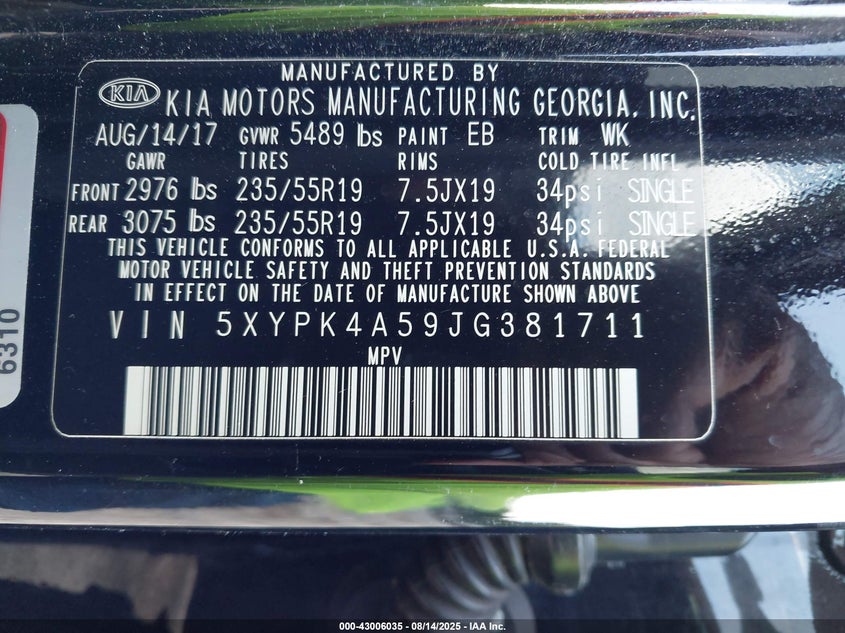 MANUFACTURED BY
KIA KIA MOTORS MANUFACTURING GEORGIA, INC.
AUG/14/17 GVWR 5489 lbs PAINT EB TRIM WK
GAWR TIRES RIMS COLD TIRE INFL
FRONT 2976 lbs 235/55R19 7.5JX19 34psi SINGLE
REAR 3075 lbs 235/55R19 7.5JX19 34psi SINGLE
THIS VEHICLE CONFORMS TO ALL APPLICABLE U.S.A. FEDERAL
MOTOR VEHICLE SAFETY AND THEFT PREVENTION STANDARDS
IN EFFECT ON THE DATE OF MANUFACTURE SHOWN ABOVE
VIN 5XYPK4A59JG381711
MPV
6310
000-43006035 - 08/14/2025 - IAA Inc.